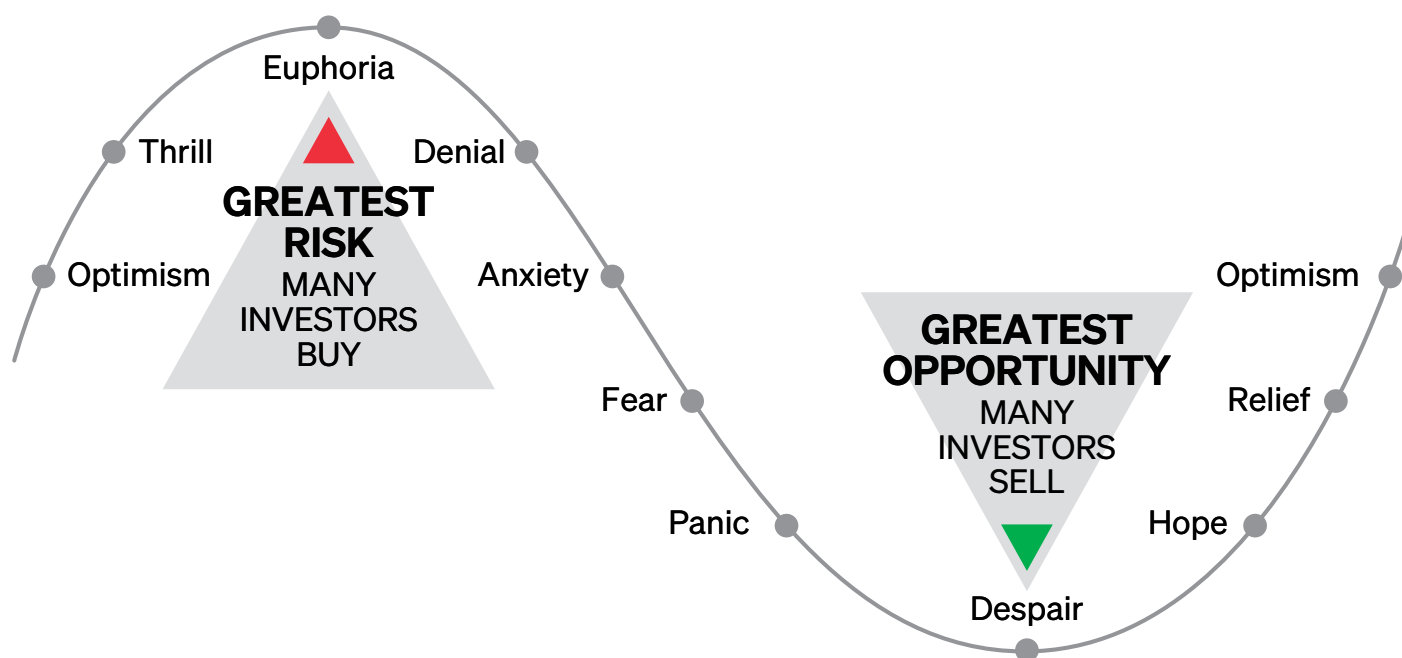 Euphoria
Thrill
Denial
GREATEST
RISK
MANY
INVESTORS
BUY
Optimism
Anxiety
Fear
Panic
GREATEST
OPPORTUNITY
MANY
INVESTORS
SELL
Despair
Optimism
Relief
Hope